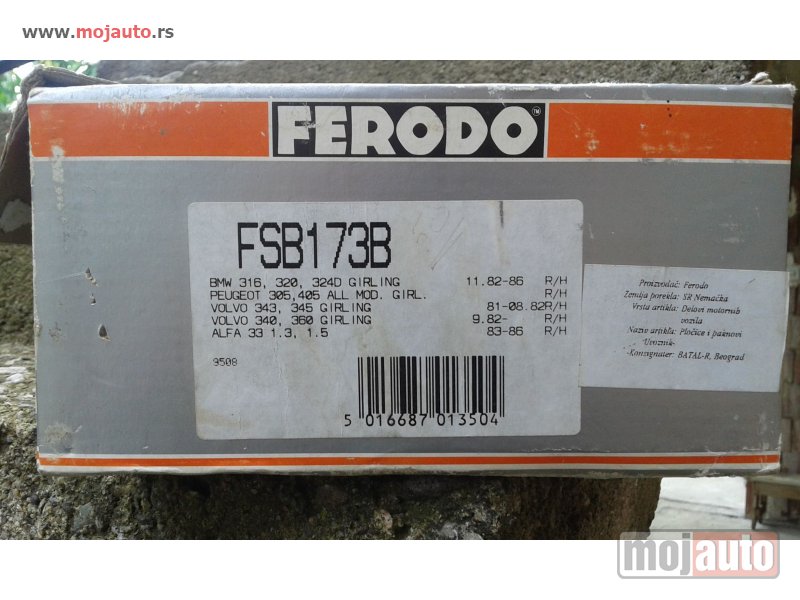 www.mojauto.rs
FERODO™
FSB173B
BMW 316, 320, 324D GIRLING 11.82-86 R/H
PEUGEOT 305,405 ALL MOD. GIRL. R/H
VOLVO 343, 345 GIRLING 81-08.82R/H
VOLVO 340, 360 GIRLING 9.82- R/H
ALFA 33 1.3, 1.5 83-86 R/H
9508
5 016687 013504
Proizvođač: Ferodo
Zemlja porekla: SR Nemačka
Vrsta artikla: Delovi motornih
vozila
Naziv artikla: Pločice i paknovi
Uvoznik-
Konsignater: BATAL-R, Beograd
mojauto